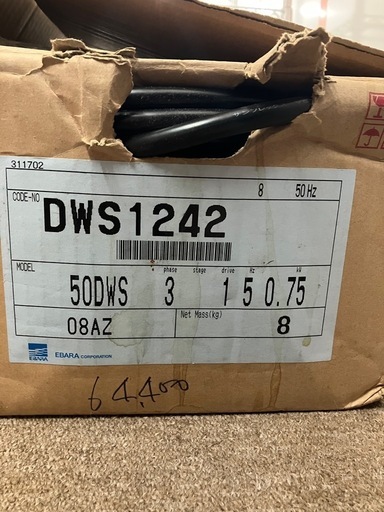 311702
8 50Hz
CODE-NO DWS1242
MODEL phase stage drive Hz kW
50DWS 3 1 5 0.75
08AZ Net Mass(kg) 8
EBARA EBARA CORPORATION
64,400